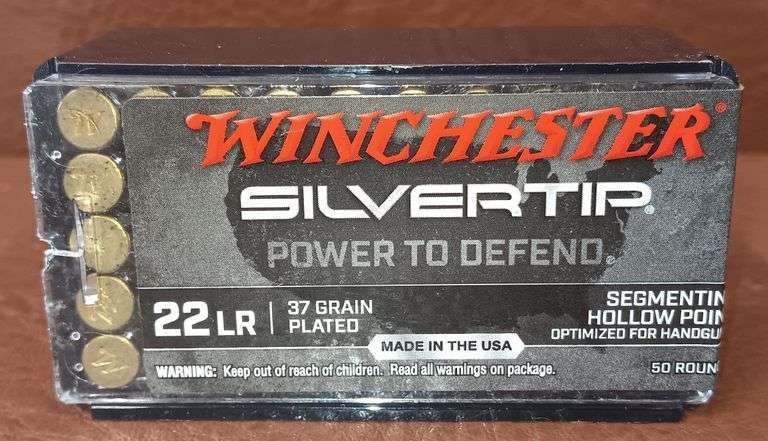 WINCHESTER®
SILVERTIP®
POWER TO DEFEND®
22 LR
37 GRAIN
PLATED
SEGMENTIN
HOLLOW POIN
OPTIMIZED FOR HANDGU
MADE IN THE USA
WARNING: Keep out of reach of children. Read all warnings on package.
50 ROUN